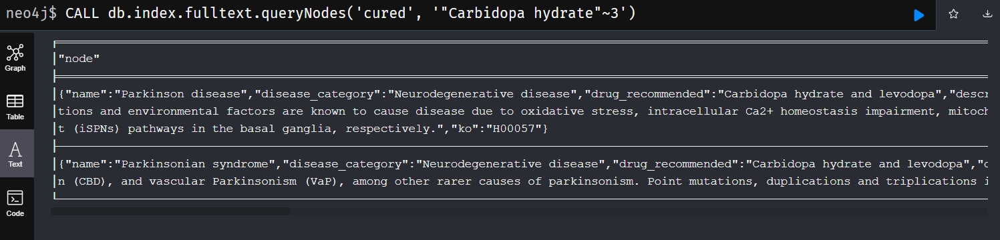 neo4j$ CALL db.index.fulltext.queryNodes('cured', '"Carbidopa hydrate"~3')
Graph
Table
Text
Code
"node"
{"name":"Parkinson disease","disease_category":"Neurodegenerative disease","drug_recommended":"Carbidopa hydrate and levodopa","descr
tions and environmental factors are known to cause disease due to oxidative stress, intracellular Ca2+ homeostasis impairment, mitoch
t (iSPNs) pathways in the basal ganglia, respectively.","ko":"H00057"}
{"name":"Parkinsonian syndrome","disease_category":"Neurodegenerative disease","drug_recommended":"Carbidopa hydrate and levodopa","d
n (CBD), and vascular Parkinsonism (VaP), among other rarer causes of parkinsonism. Point mutations, duplications and triplications i